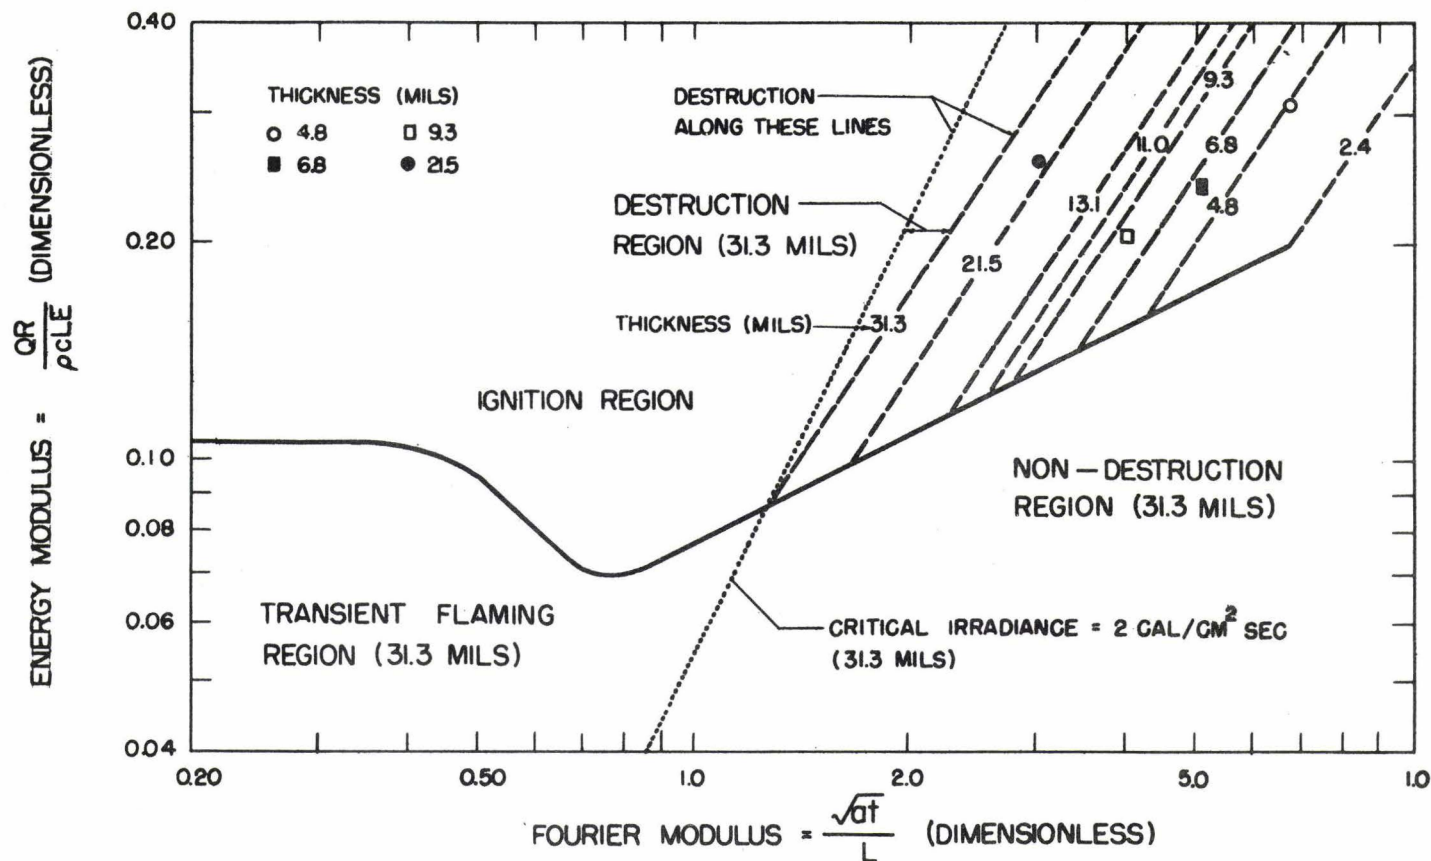 0.40
0.20
0.10
0.08
0.06
0.04
ENERGY MODULUS = QR / ρcLE (DIMENSIONLESS)
THICKNESS (MILS)
4.8
9.3
6.8
21.5
DESTRUCTION
ALONG THESE LINES
DESTRUCTION
REGION (31.3 MILS)
THICKNESS (MILS)
31.3
21.5
13.1
11.0
9.3
6.8
4.8
2.4
IGNITION REGION
NON-DESTRUCTION
REGION (31.3 MILS)
TRANSIENT FLAMING
REGION (31.3 MILS)
CRITICAL IRRADIANCE = 2 CAL/CM² SEC
(31.3 MILS)
0.20
0.50
1.0
2.0
5.0
1.0
FOURIER MODULUS = √at / L (DIMENSIONLESS)